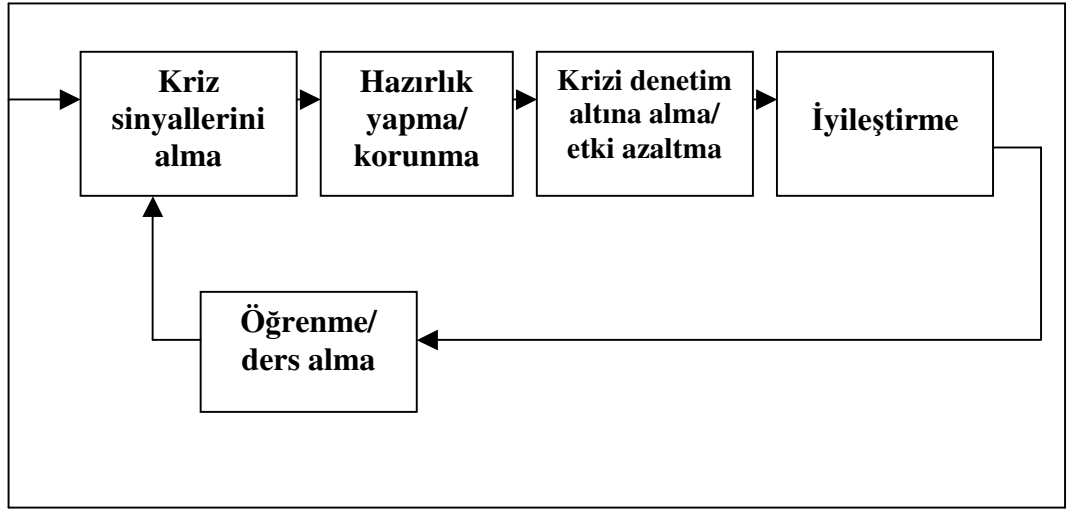 Kriz
sinyallerini
alma
Hazırlık
yapma/
korunma
Krizi denetim
altına alma/
etki azaltma
İyileştirme
Öğrenme/
ders alma